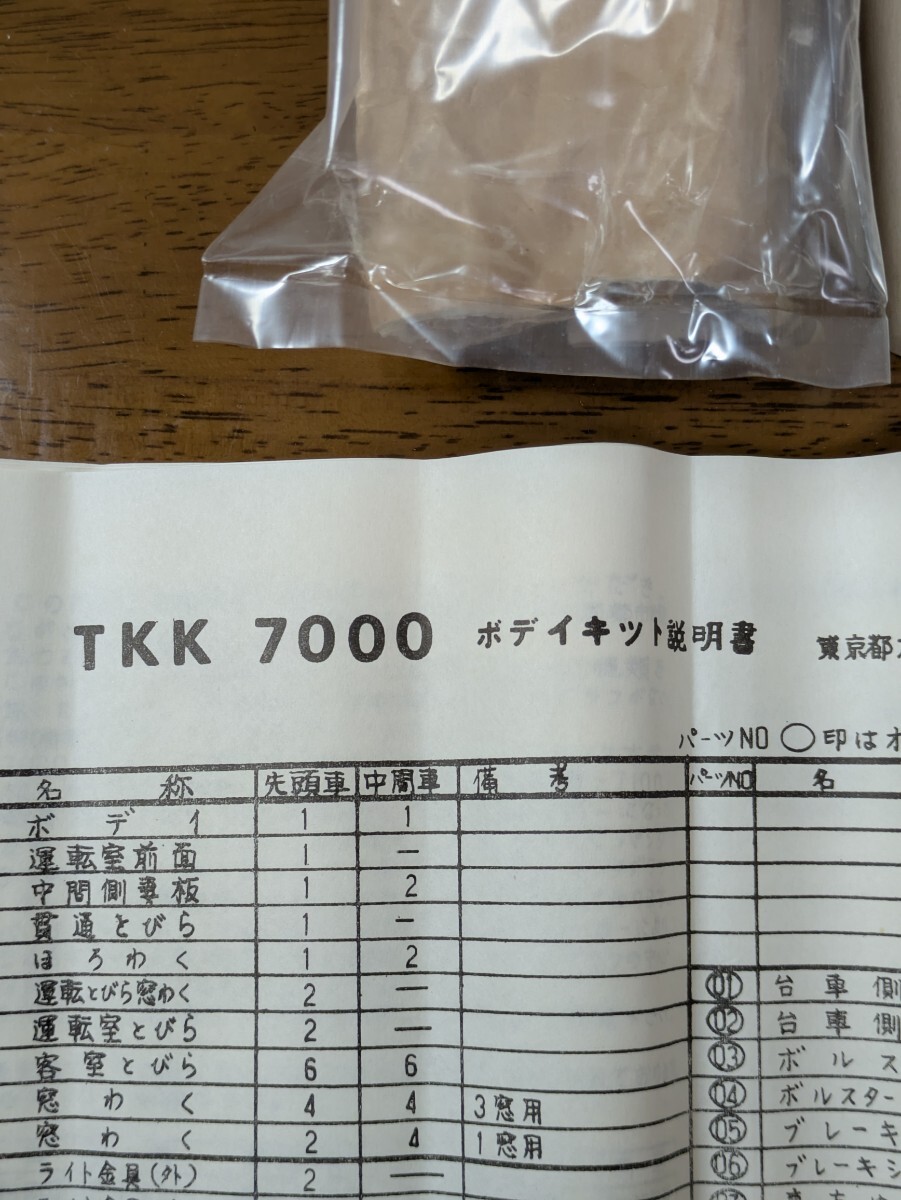 TKK 7000 ボデイキット説明書 東京都
パーツNO ○印はオ
名称 先頭車 中間車 備考 パーツNO 名
ボデイ 1 1
運転室前面 1 ―
中間側妻板 1 2
貫通とびら 1 ―
ほろわく 1 2
運転とびら窓わく 2 ― 01 台車側
運転室とびら 2 ― 02 台車側
客室とびら 6 6 03 ボルス
窓わく 4 4 3窓用 04 ボルスター
窓わく 2 4 1窓用 05 ブレーキ
ライト金具(外) 2 ― 06 ブレーキシ